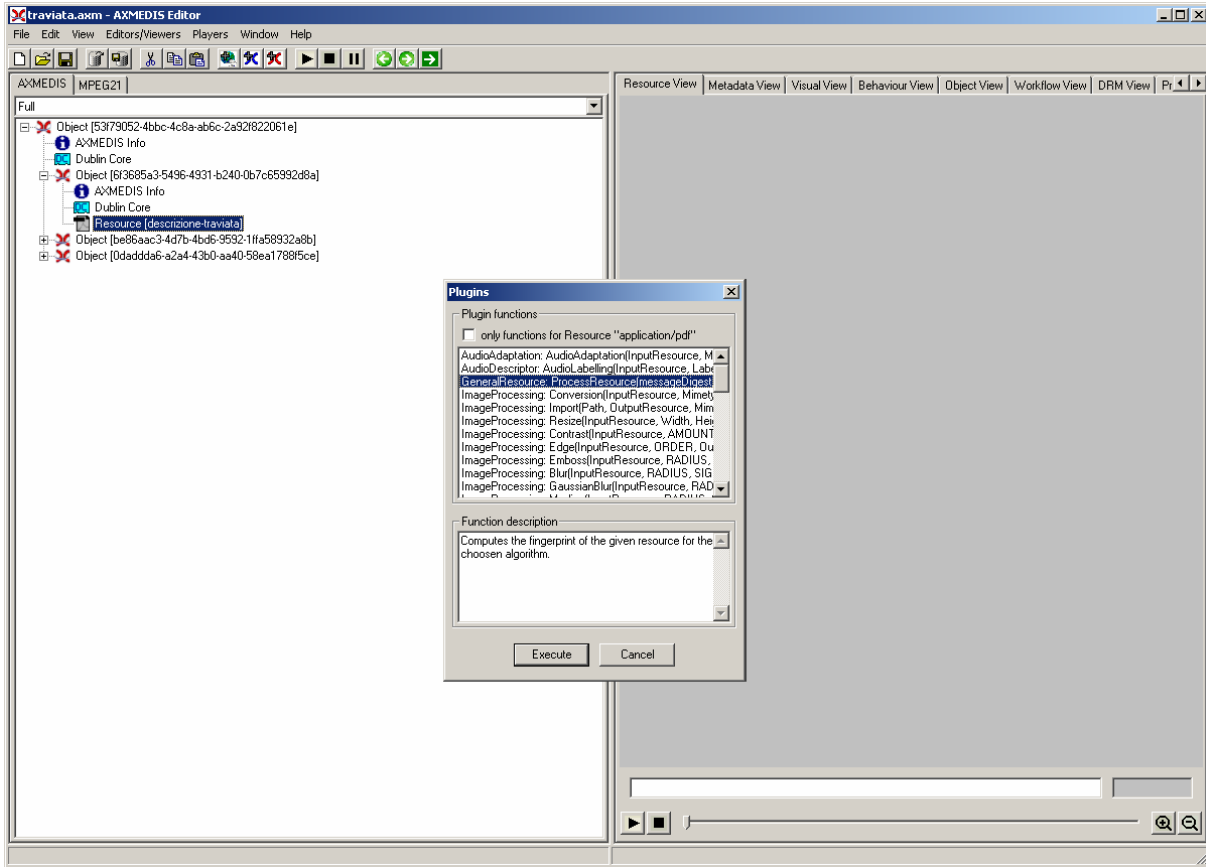 traviata.axm - AXMEDIS Editor
File Edit View Editors/Viewers Players Window Help
AXMEDIS MPEG21
Resource View Metadata View Visual View Behaviour View Object View Workflow View DRM View Pr
Full
Object [53f79052-4bbc-4c8a-ab6c-2a92f822061e]
AXMEDIS Info
Dublin Core
Object [6f3685a3-5496-4931-b240-0b7c65992d8a]
AXMEDIS Info
Dublin Core
Resource [descrizione-traviata]
Object [be86aac3-4d7b-4bd6-9592-1ffa58932a8b]
Object [0daddda6-a2a4-43b0-aa40-58ea1788f5ce]
Plugins
Plugin functions
only functions for Resource "application/pdf"
AudioAdaptation: AudioAdaptation(InputResource, M
AudioDescriptor: AudioLabelling(InputResource, Labe
GeneralResource: ProcessResource(messageDigest
ImageProcessing: Conversion(InputResource, Mimety
ImageProcessing: Import(Path, OutputResource, Mim
ImageProcessing: Resize(InputResource, Width, Hei
ImageProcessing: Contrast(InputResource, AMOUNT
ImageProcessing: Edge(InputResource, ORDER, Ou
ImageProcessing: Emboss(InputResource, RADIUS,
ImageProcessing: Blur(InputResource, RADIUS, SIG
ImageProcessing: GaussianBlur(InputResource, RAD
Function description
Computes the fingerprint of the given resource for the
choosen algorithm.
Execute Cancel